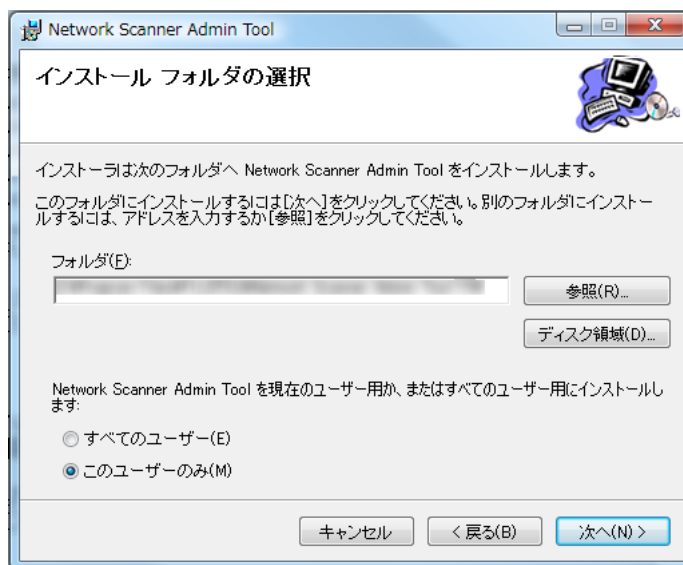 Network Scanner Admin Tool
インストール フォルダの選択
インストーラは次のフォルダへ Network Scanner Admin Tool をインストールします。
このフォルダにインストールするには[次へ]をクリックしてください。別のフォルダにインストー
ルするには、アドレスを入力するか[参照]をクリックしてください。
フォルダ(F):
参照(R)...
ディスク領域(D)...
Network Scanner Admin Tool を現在のユーザー用か、またはすべてのユーザー用にインストールし
ます:
すべてのユーザー(E)
このユーザーのみ(M)
キャンセル
< 戻る(B)
次へ(N) >